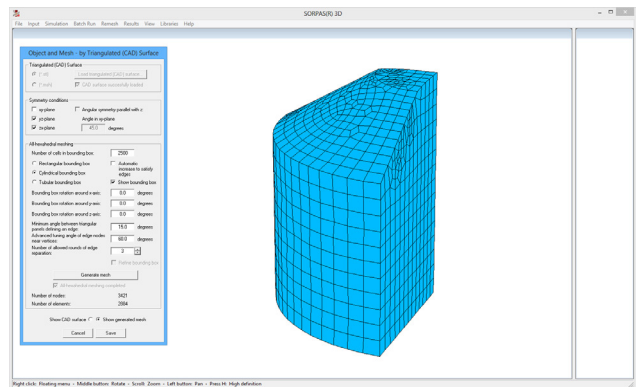 SORPAS(R) 3D
File Input Simulation Batch Run Remesh Results View Libraries Help
Object and Mesh - by Triangulated (CAD) Surface
Triangulated (CAD) Surface
Load triangulated (CAD) surface
CAD surface successfully loaded
Symmetry conditions
xy-plane Angular symmetry parallel with z
yz-plane Angle in xy-plane
zx-plane 45.0 degrees
All-hexahedral meshing
Number of cells in bounding box: 2500
Rectangular bounding box Automatic increase to satisfy edges
Cylindrical bounding box
Tubular bounding box Show bounding box
Bounding box rotation around x-axis: 0.0 degrees
Bounding box rotation around y-axis: 0.0 degrees
Bounding box rotation around z-axis: 0.0 degrees
Minimum angle between triangular
panels defining an edge: 15.0 degrees
Advanced tuning angle of edge nodes
near vertices: 60.0 degrees
Number of allowed rounds of edge
separation: 3
bounding box
Generate mesh
All-hexahedral meshing completed
Number of nodes: 3421
Number of elements: 2804
Show CAD surface Show generated mesh
Cancel Save
Right click: Floating menu - Middle button: Rotate - Scroll: Zoom - Left button: Pan - Press H: High definition